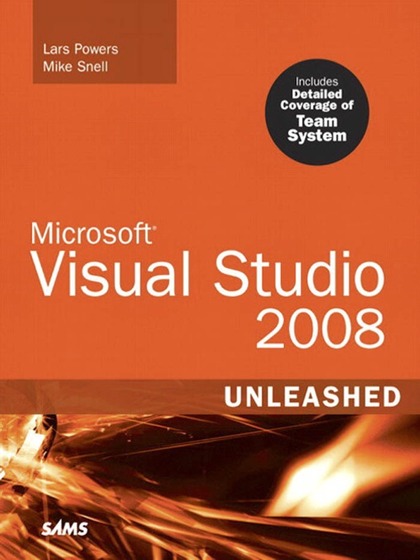 Lars Powers
Mike Snell
Includes
Detailed
Coverage of
Team
System
Microsoft®
Visual Studio
2008
UNLEASHED
SAMS